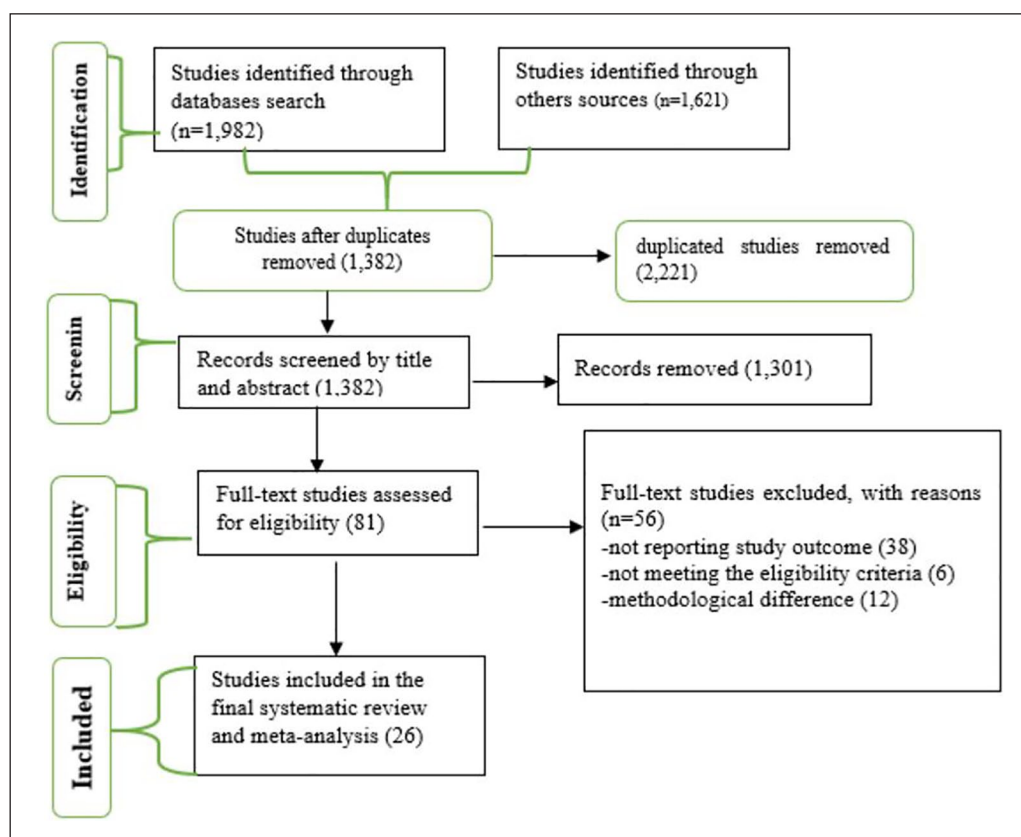 Identification
Studies identified through
databases search
(n=1,982)
Studies identified through
others sources (n=1,621)
Studies after duplicates
removed (1,382)
duplicated studies removed
(2,221)
Screenin
Records screened by title
and abstract (1,382)
Records removed (1,301)
Eligibility
Full-text studies assessed
for eligibility (81)
Full-text studies excluded, with reasons
(n=56)
-not reporting study outcome (38)
-not meeting the eligibility criteria (6)
-methodological difference (12)
Included
Studies included in the
final systematic review
and meta-analysis (26)